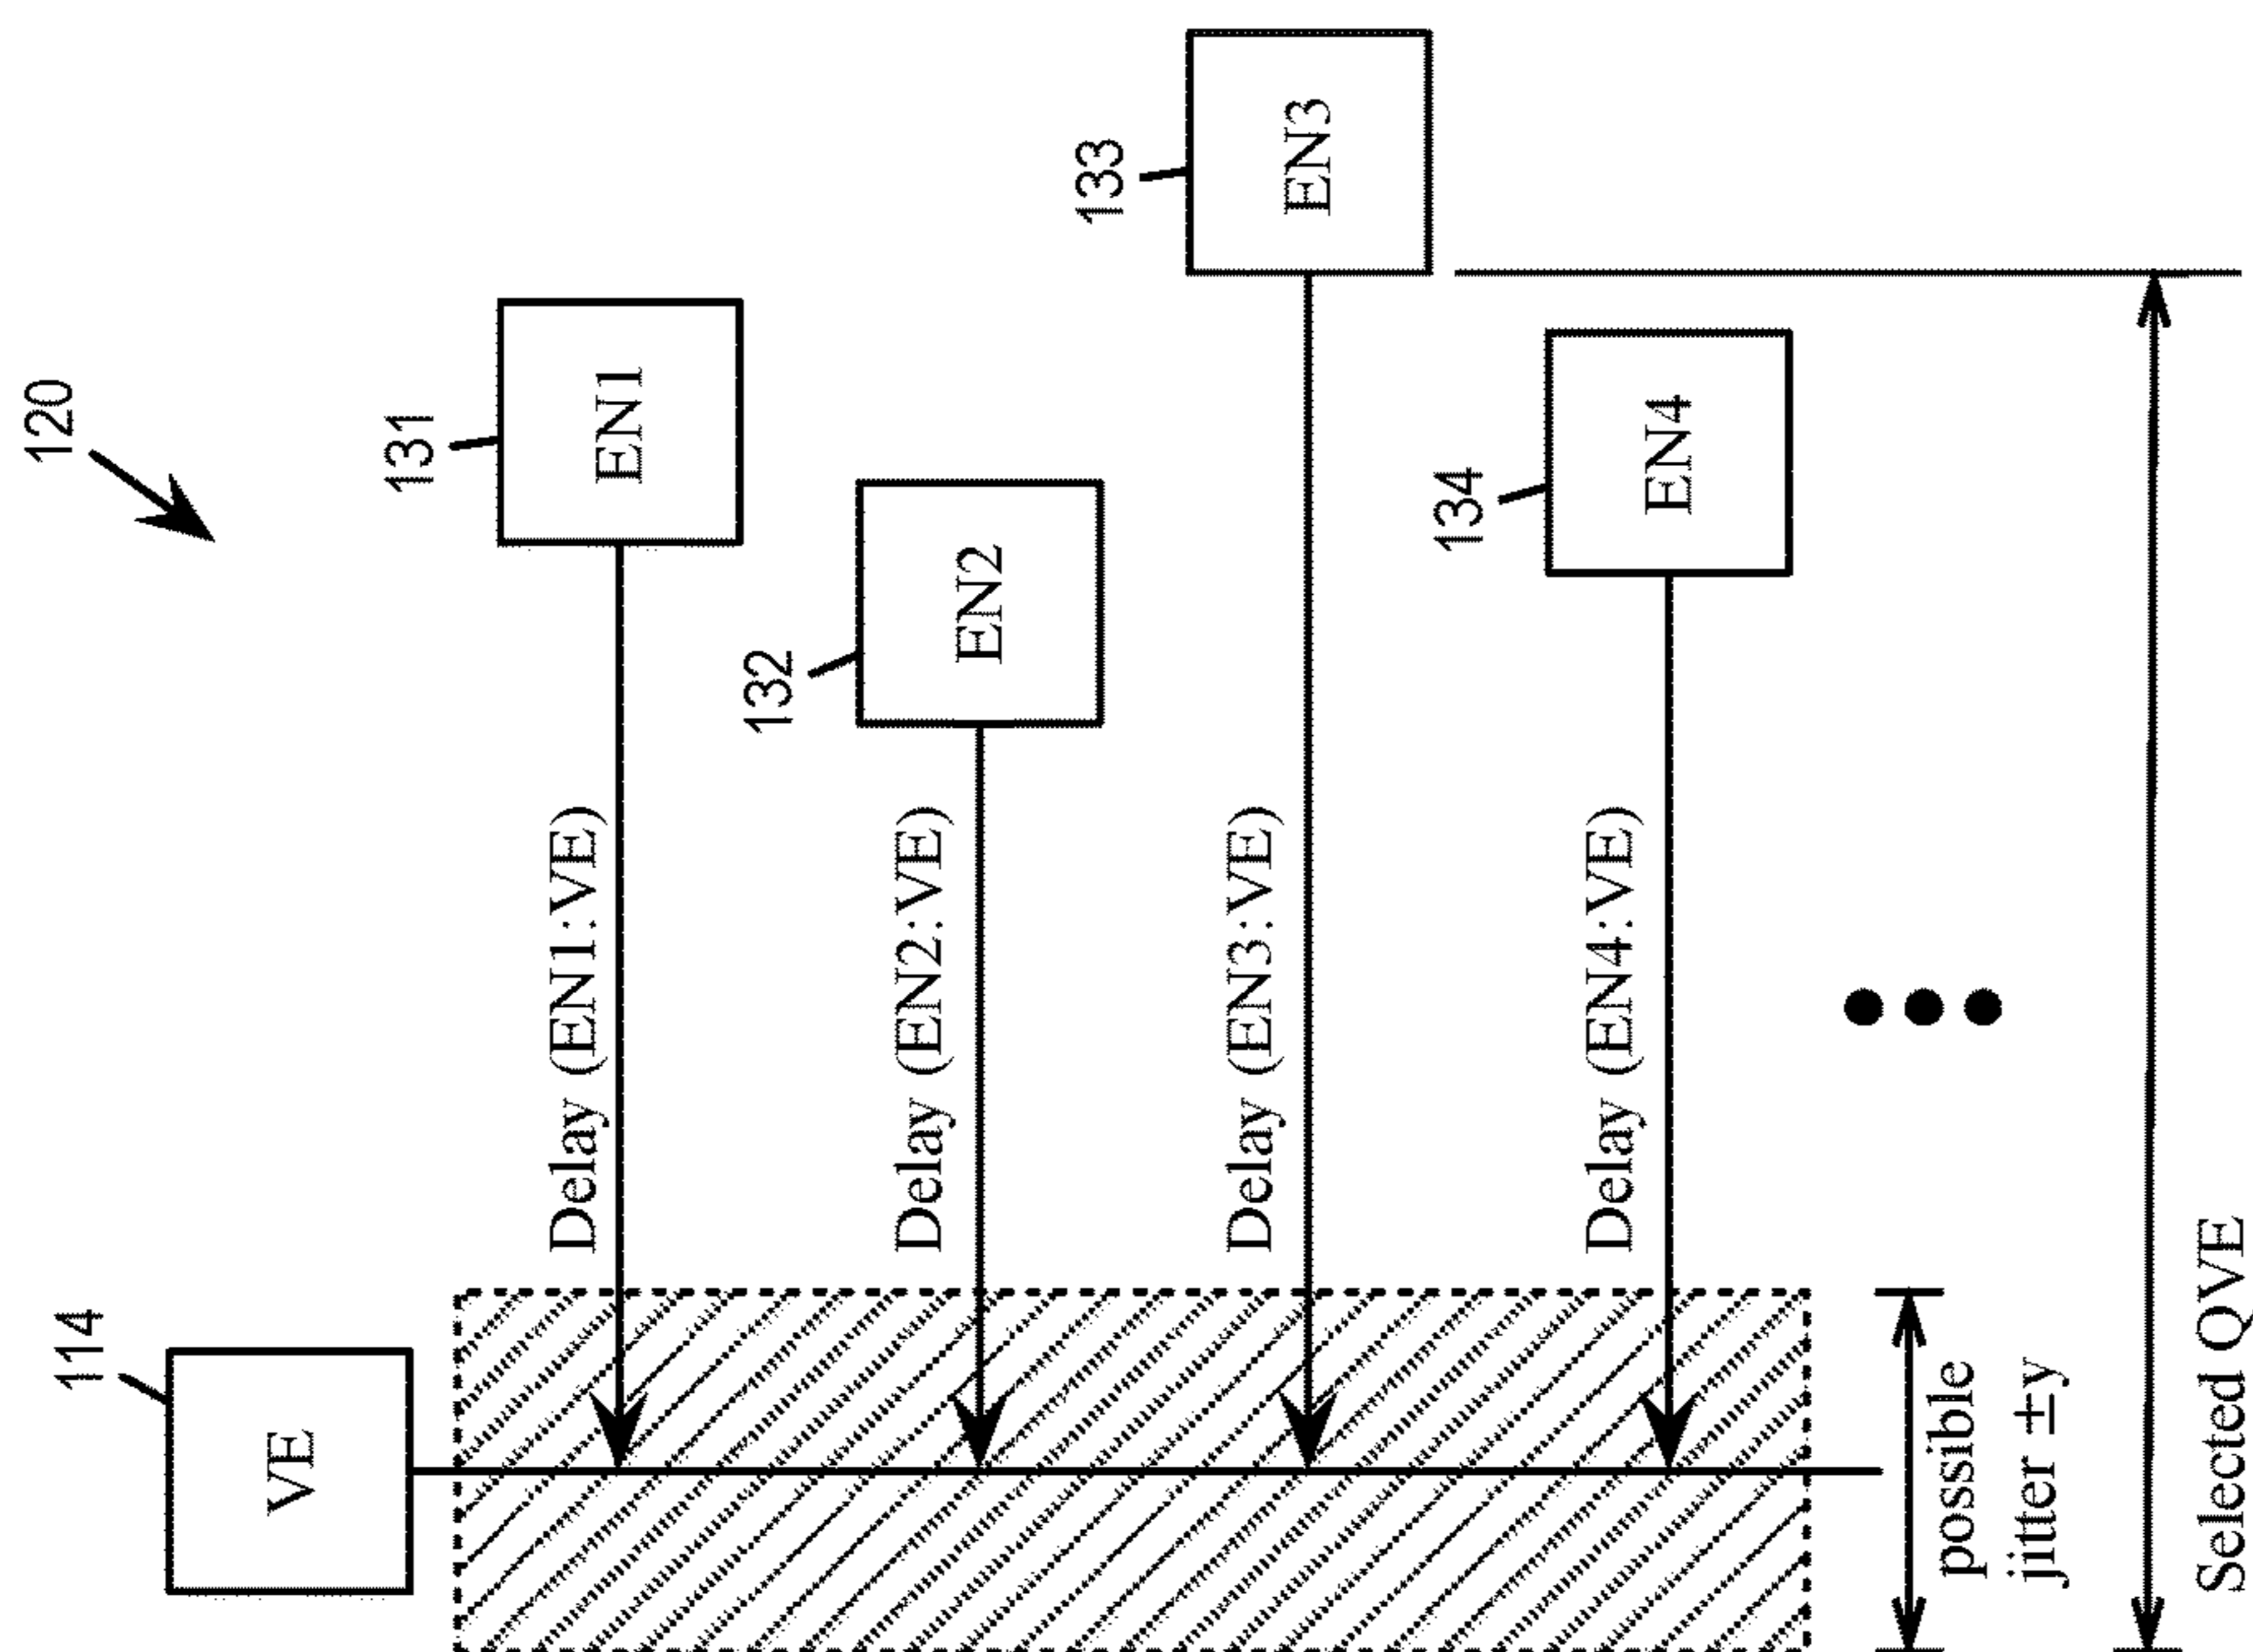 120
114
VE
Delay (EN1:VE)
131
EN1
Delay (EN2:VE)
132
EN2
Delay (EN3:VE)
133
EN3
Delay (EN4:VE)
134
EN4
possible
jitter ±y
Selected QVE